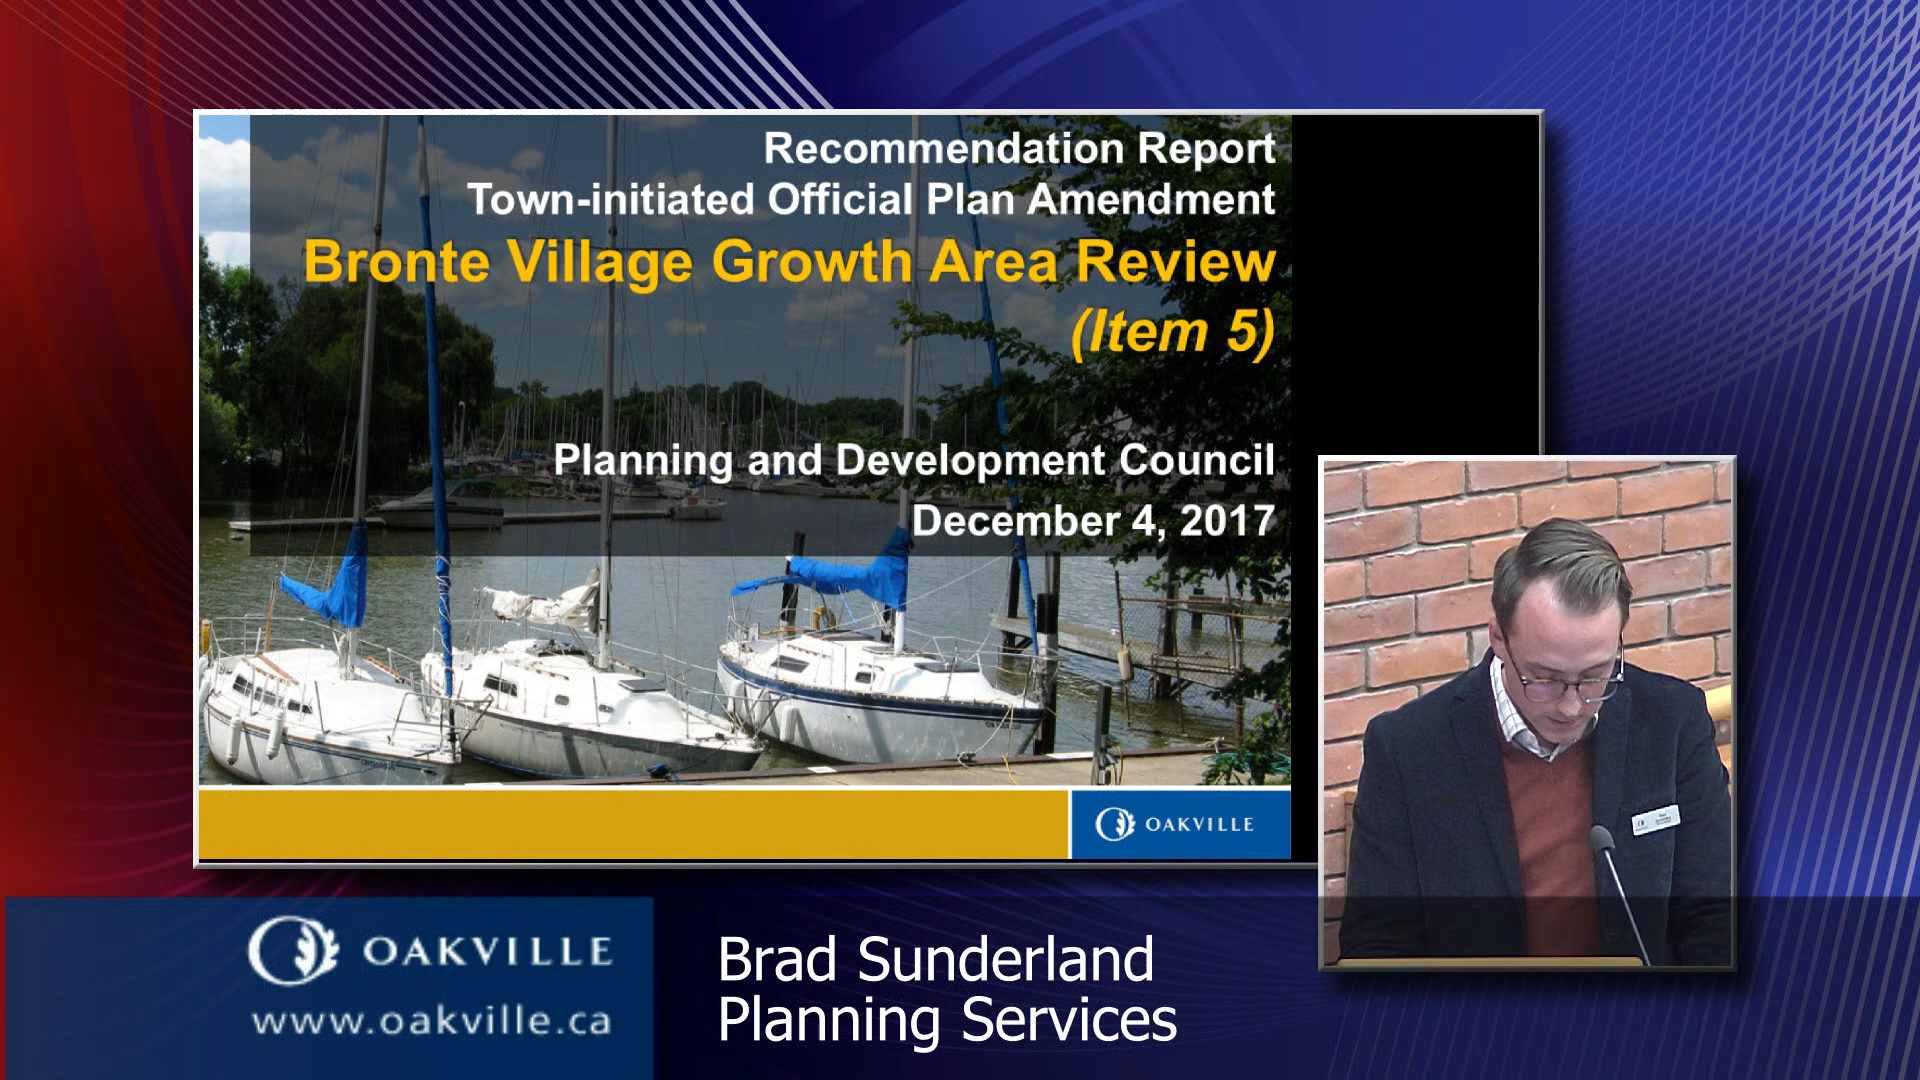 Recommendation Report
Town-initiated Official Plan Amendment
Bronte Village Growth Area Review
(Item 5)
Planning and Development Council
December 4, 2017
OAKVILLE
OAKVILLE
www.oakville.ca
Brad Sunderland
Planning Services